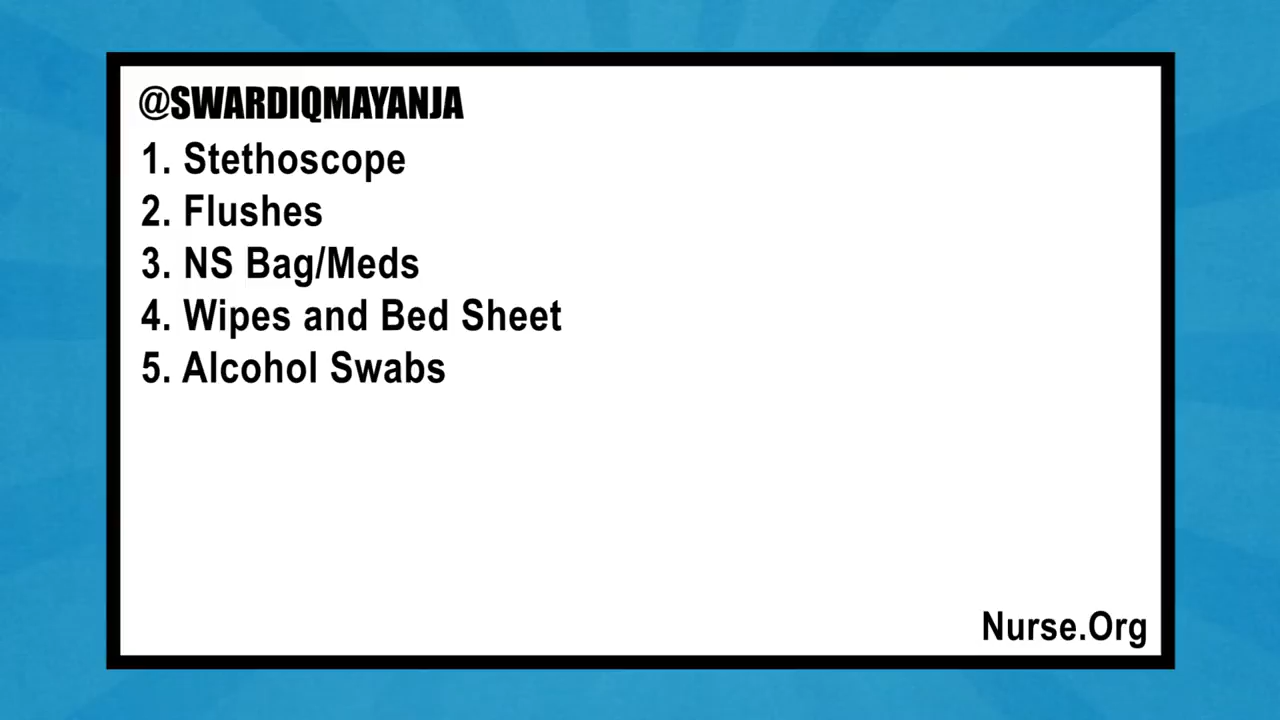 @SWARDIQMAYANJA
1. Stethoscope
2. Flushes
3. NS Bag/Meds
4. Wipes and Bed Sheet
5. Alcohol Swabs
Nurse.Org